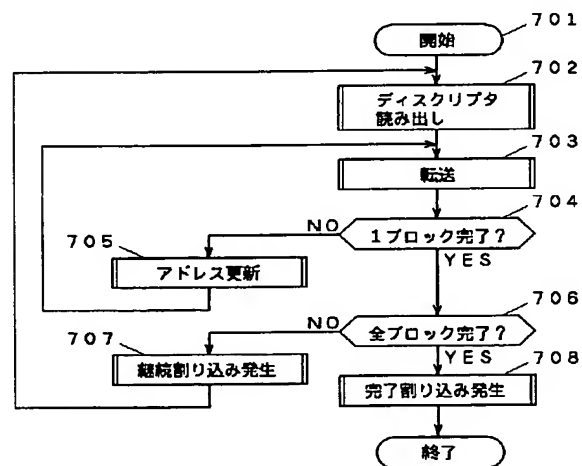 701
開始
702
ディスクリプタ
読み出し
703
転送
704
NO
1ブロック完了?
705
YES
アドレス更新
706
NO
全ブロック完了?
707
YES
708
継続割り込み発生
完了割り込み発生
終了